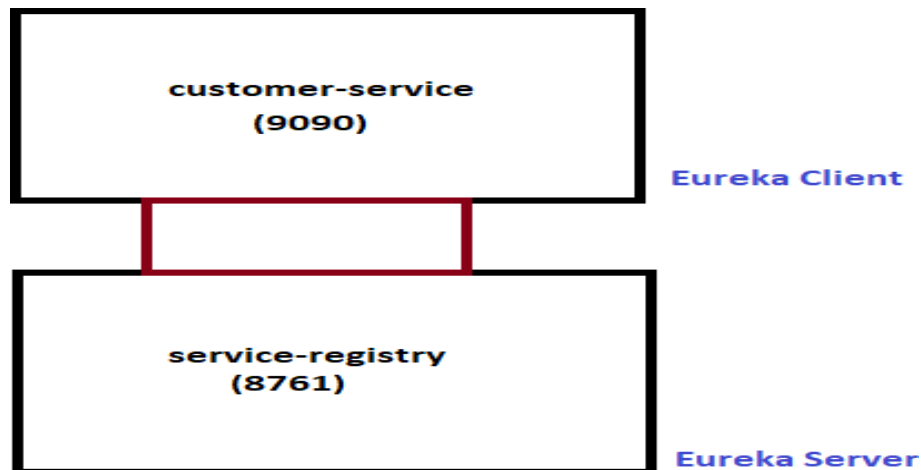 customer-service
(9090)
Eureka Client
service-registry
(8761)
Eureka Server